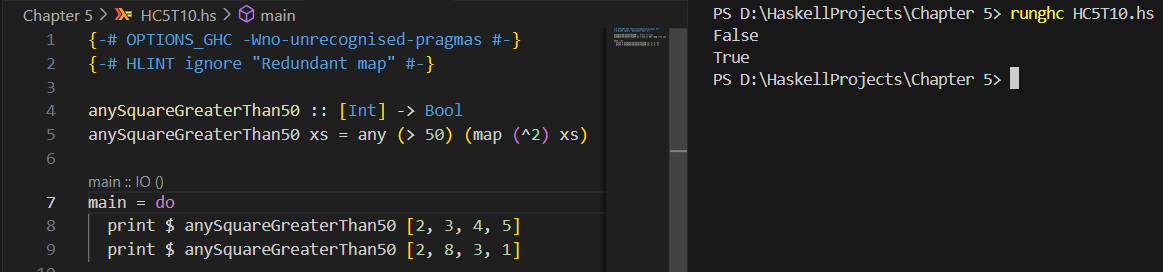 Chapter 5 > HC5T10.hs > main
1 {-# OPTIONS_GHC -Wno-unrecognised-pragmas #-}
2 {-# HLINT ignore "Redundant map" #-}
3
4 anySquareGreaterThan50 :: [Int] -> Bool
5 anySquareGreaterThan50 xs = any (> 50) (map (^2) xs)
6
main :: IO ()
7 main = do
8   print $ anySquareGreaterThan50 [2, 3, 4, 5]
9   print $ anySquareGreaterThan50 [2, 8, 3, 1]
10
PS D:\HaskellProjects\Chapter 5> runghc HC5T10.hs
False
True
PS D:\HaskellProjects\Chapter 5>